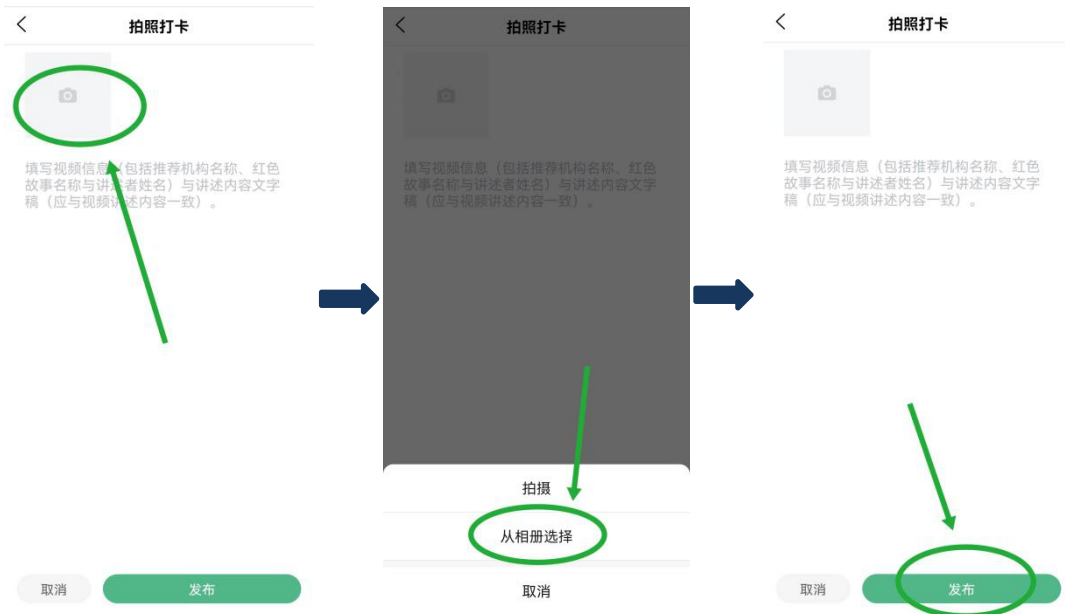 拍照打卡
填写视频信息（包括推荐机构名称、红色
故事名称与讲述者姓名）与讲述内容文字
稿（应与视频讲述内容一致）。
取消
发布
拍照打卡
填写视频信息（包括推荐机构名称、红色
故事名称与讲述者姓名）与讲述内容文字
稿（应与视频讲述内容一致）。
拍摄
从相册选择
取消
拍照打卡
填写视频信息（包括推荐机构名称、红色
故事名称与讲述者姓名）与讲述内容文字
稿（应与视频讲述内容一致）。
取消
发布